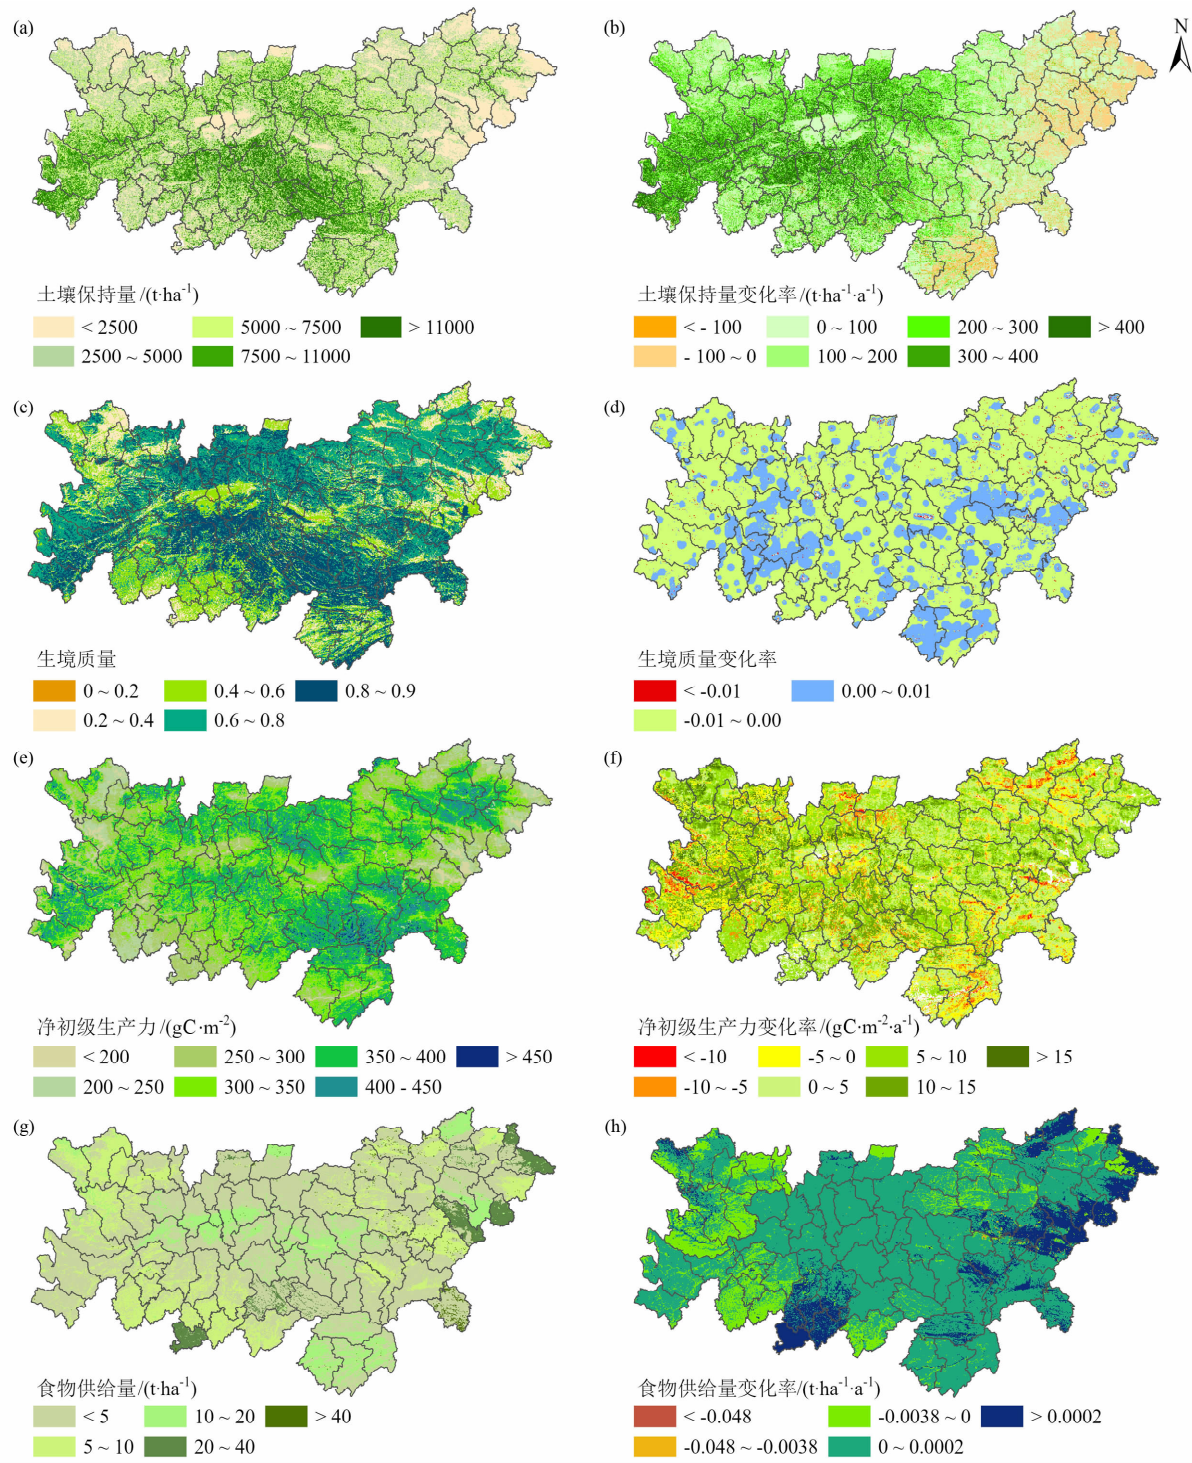 (a)
(b)
N
土壤保持量/(t·ha⁻¹)
< 2500
5000 ~ 7500
> 11000
2500 ~ 5000
7500 ~ 11000
土壤保持量变化率/(t·ha⁻¹·a⁻¹)
< - 100
0 ~ 100
200 ~ 300
> 400
- 100 ~ 0
100 ~ 200
300 ~ 400
(c)
(d)
生境质量
0 ~ 0.2
0.4 ~ 0.6
0.8 ~ 0.9
0.2 ~ 0.4
0.6 ~ 0.8
生境质量变化率
< -0.01
0.00 ~ 0.01
-0.01 ~ 0.00
(e)
(f)
净初级生产力/(gC·m⁻²)
< 200
250 ~ 300
350 ~ 400
> 450
200 ~ 250
300 ~ 350
400 - 450
净初级生产力变化率/(gC·m⁻²·a⁻¹)
< -10
-5 ~ 0
5 ~ 10
> 15
-10 ~ -5
0 ~ 5
10 ~ 15
(g)
(h)
食物供给量/(t·ha⁻¹)
< 5
10 ~ 20
> 40
5 ~ 10
20 ~ 40
食物供给量变化率/(t·ha⁻¹·a⁻¹)
< -0.048
-0.0038 ~ 0
> 0.0002
-0.048 ~ -0.0038
0 ~ 0.0002